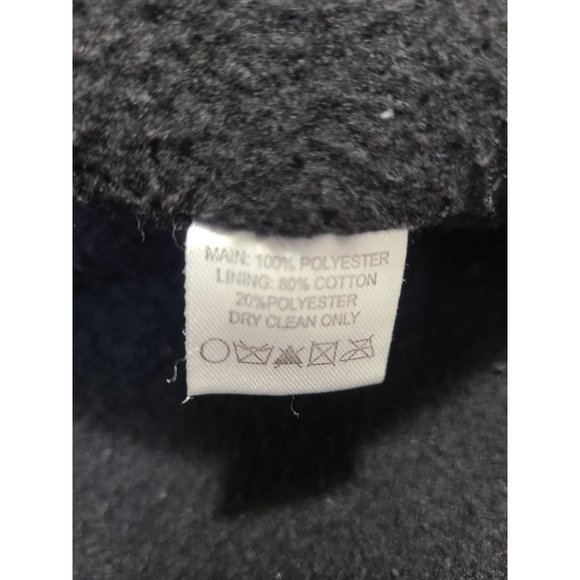 MAIN: 100% POLYESTER
LINING: 80% COTTON
20%POLYESTER
DRY CLEAN ONLY